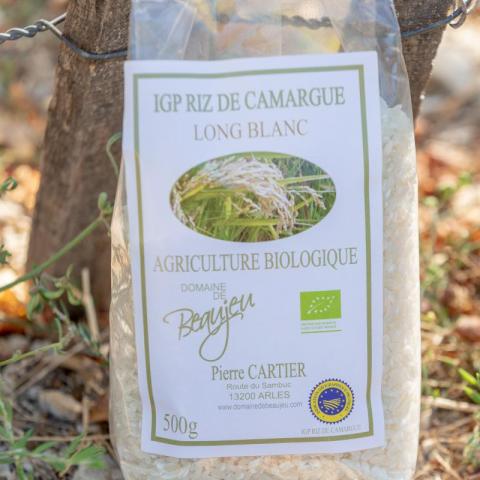 IGP RIZ DE CAMARGUE
LONG BLANC
AGRICULTURE BIOLOGIQUE
DOMAINE
DE
Beaujeu
Pierre CARTIER
Route du Sambuc
13200 ARLES
www.domainedebeaujeu.com
500g
IGP RIZ DE CAMARGUE